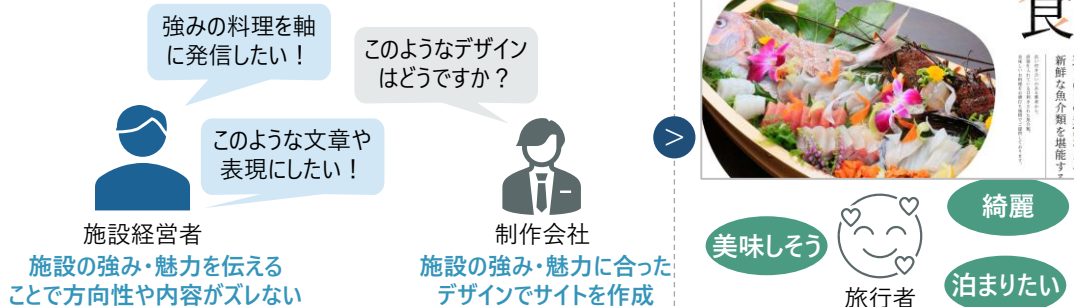 強みの料理を軸
に発信したい！
このようなデザイン
はどうですか？
このような文章や
表現にしたい！
施設経営者
施設の強み・魅力を伝える
ことで方向性や内容がズレない
制作会社
施設の強み・魅力に合った
デザインでサイトを作成
>
食
新鮮な魚介類を堪能する
美味しそう
綺麗
泊まりたい
旅行者